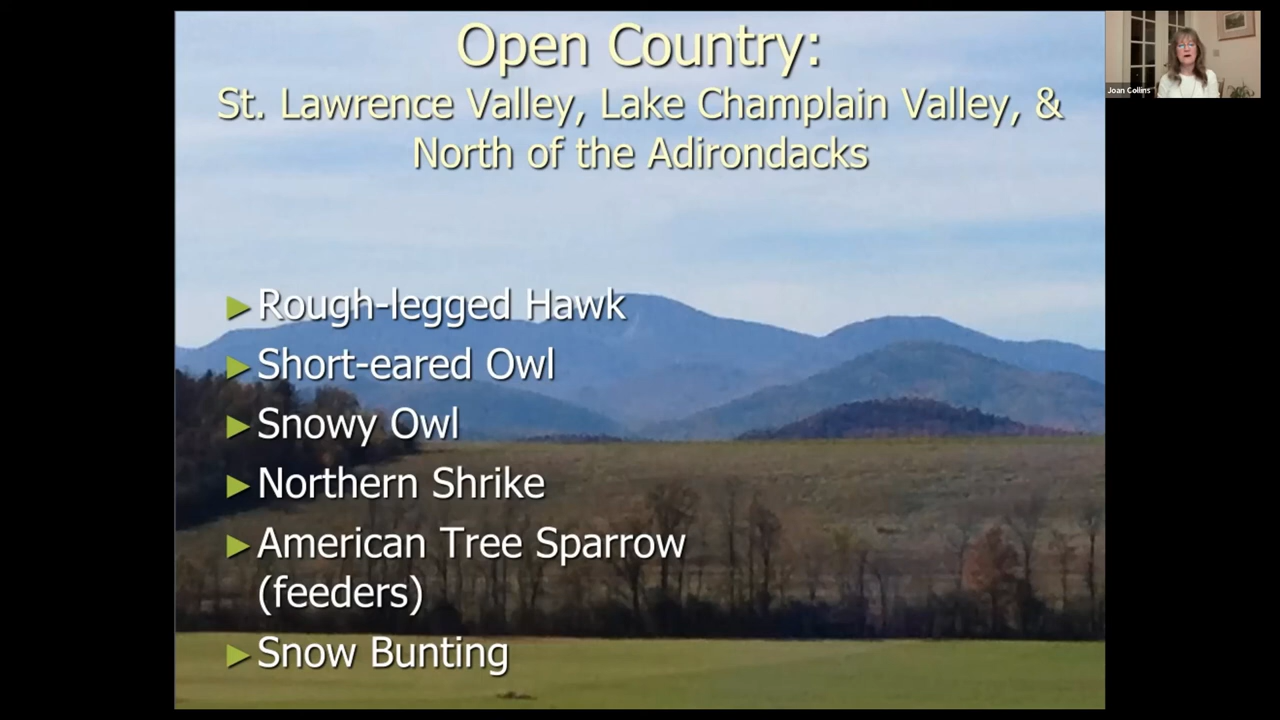 Open Country:
St. Lawrence Valley, Lake Champlain Valley, &
North of the Adirondacks
Joan Collins
►Rough-legged Hawk
►Short-eared Owl
►Snowy Owl
►Northern Shrike
►American Tree Sparrow
(feeders)
►Snow Bunting